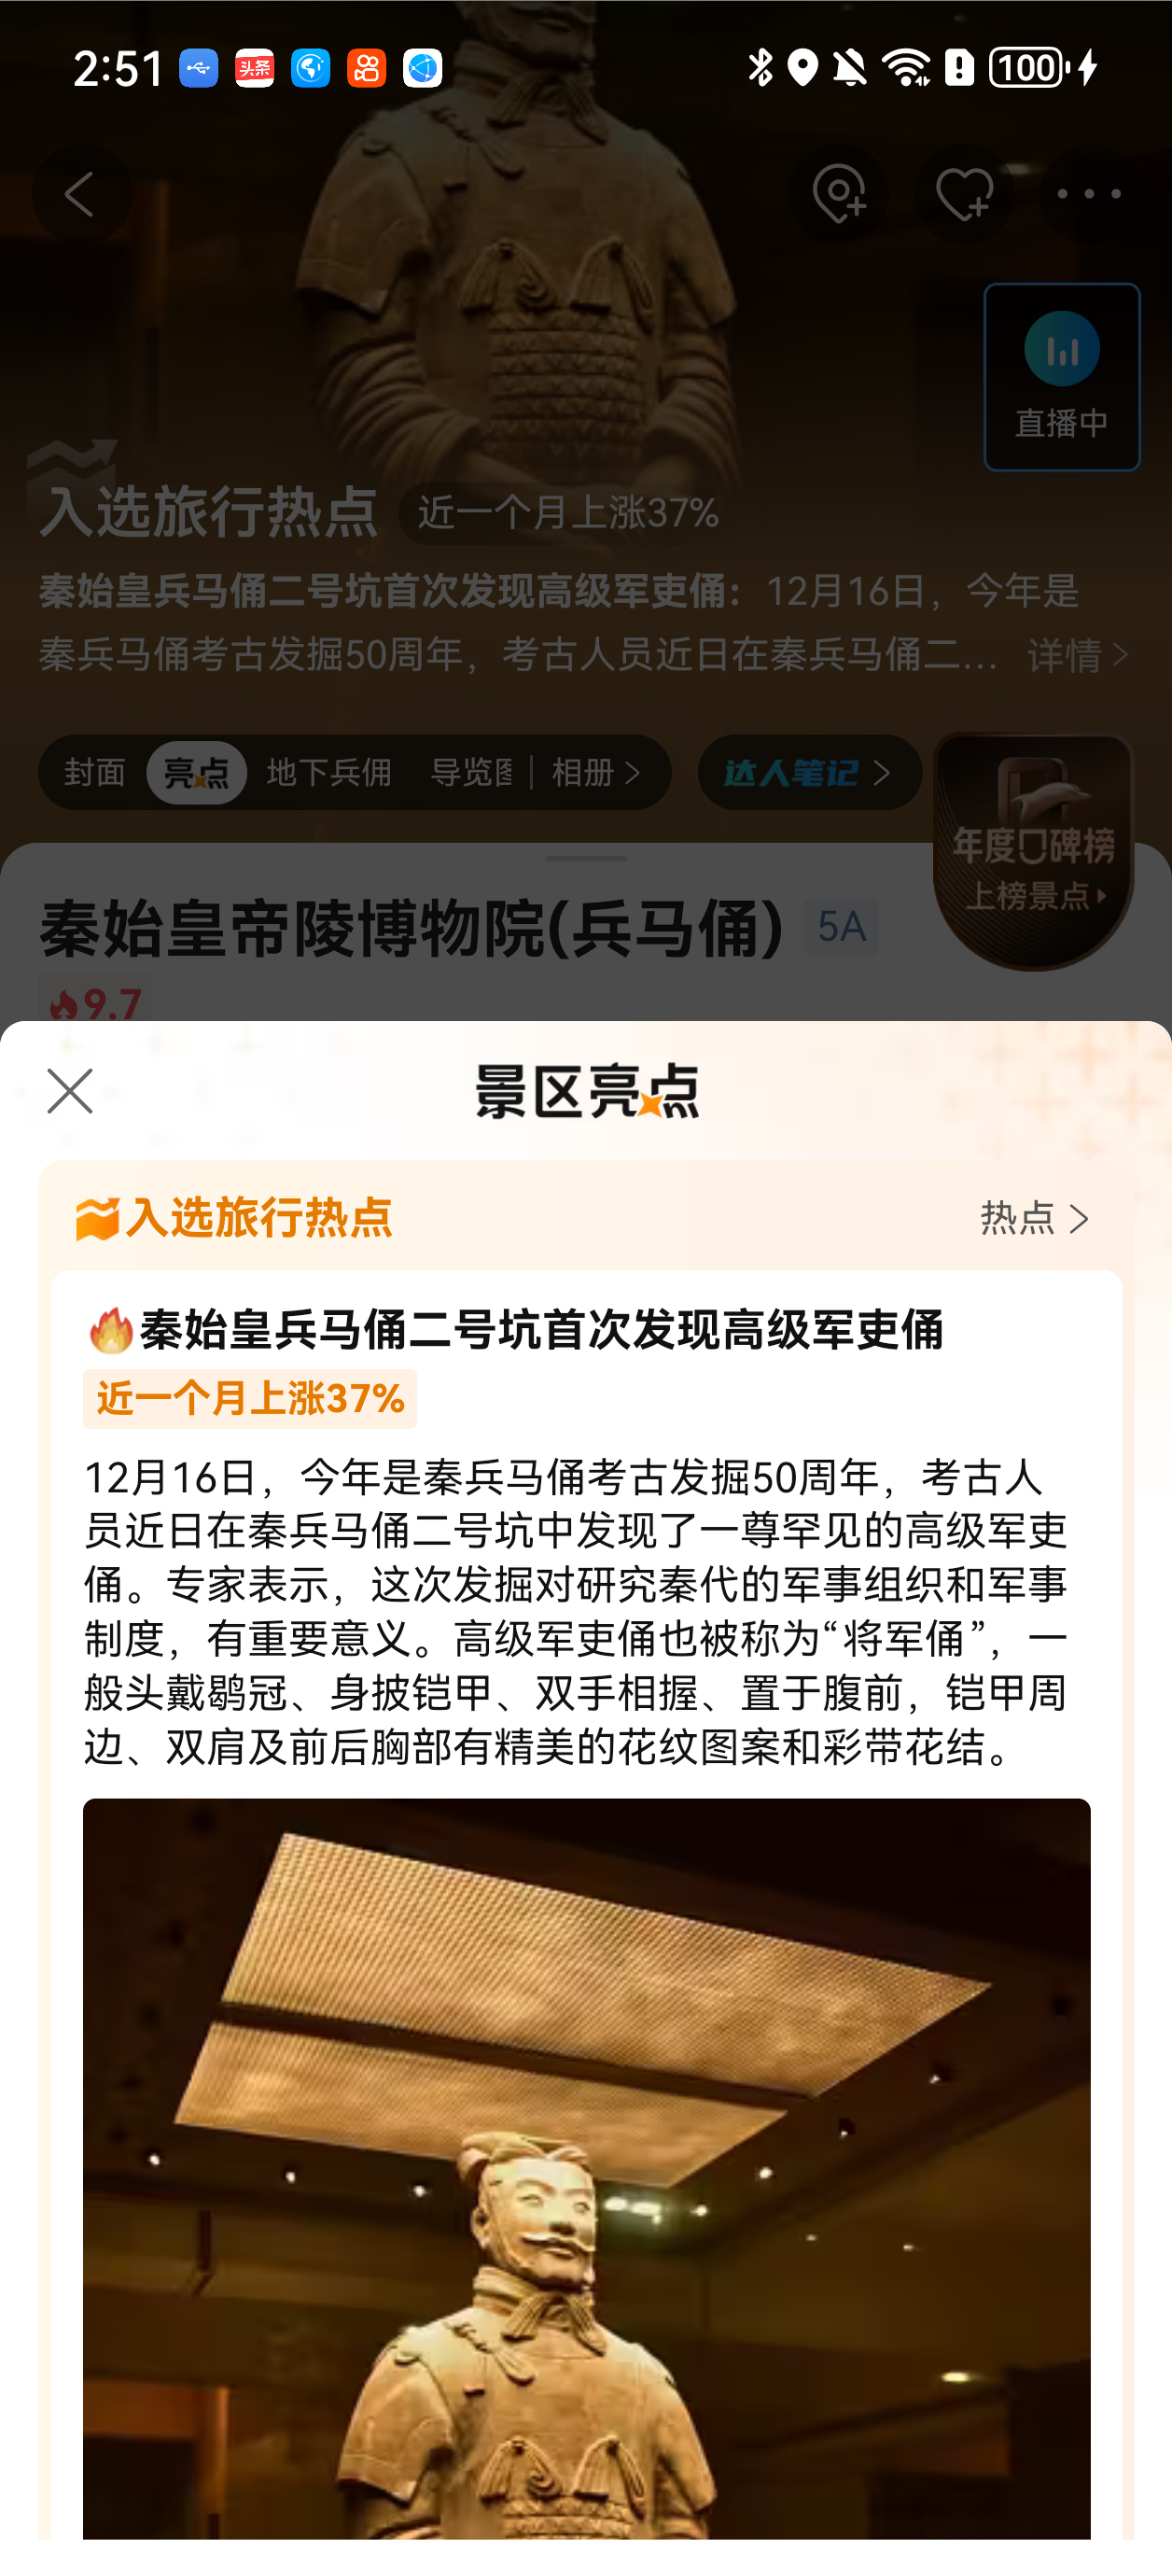 2:51
头条
100
直播中
入选旅行热点 近一个月上涨37%
秦始皇兵马俑二号坑首次发现高级军吏俑：12月16日，今年是
秦兵马俑考古发掘50周年，考古人员近日在秦兵马俑二... 详情
封面 亮点 地下兵佣 导览图 相册 达人笔记
年度口碑榜
上榜景点
秦始皇帝陵博物院(兵马俑) 5A
9.7
景区亮点
入选旅行热点 热点
秦始皇兵马俑二号坑首次发现高级军吏俑
近一个月上涨37%
12月16日，今年是秦兵马俑考古发掘50周年，考古人
员近日在秦兵马俑二号坑中发现了一尊罕见的高级军吏
俑。专家表示，这次发掘对研究秦代的军事组织和军事
制度，有重要意义。高级军吏俑也被称为“将军俑”，一
般头戴鹖冠、身披铠甲、双手相握、置于腹前，铠甲周
边、双肩及前后胸部有精美的花纹图案和彩带花结。